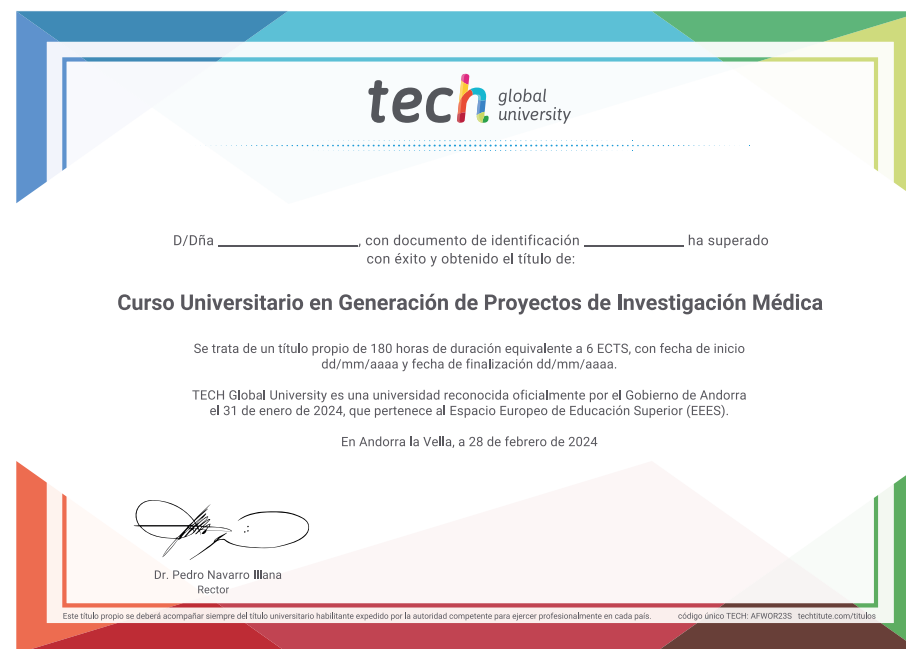 tech global university
D/Dña ____________________, con documento de identificación ______________ ha superado
con éxito y obtenido el título de:
Curso Universitario en Generación de Proyectos de Investigación Médica
Se trata de un título propio de 180 horas de duración equivalente a 6 ECTS, con fecha de inicio
dd/mm/aaaa y fecha de finalización dd/mm/aaaa.
TECH Global University es una universidad reconocida oficialmente por el Gobierno de Andorra
el 31 de enero de 2024, que pertenece al Espacio Europeo de Educación Superior (EEES).
En Andorra la Vella, a 28 de febrero de 2024
Dr. Pedro Navarro Illana
Rector
Este título propio se deberá acompañar siempre del título universitario habilitante expedido por la autoridad competente para ejercer profesionalmente en cada país. código único TECH: AFWOR23S techtitute.com/titulos